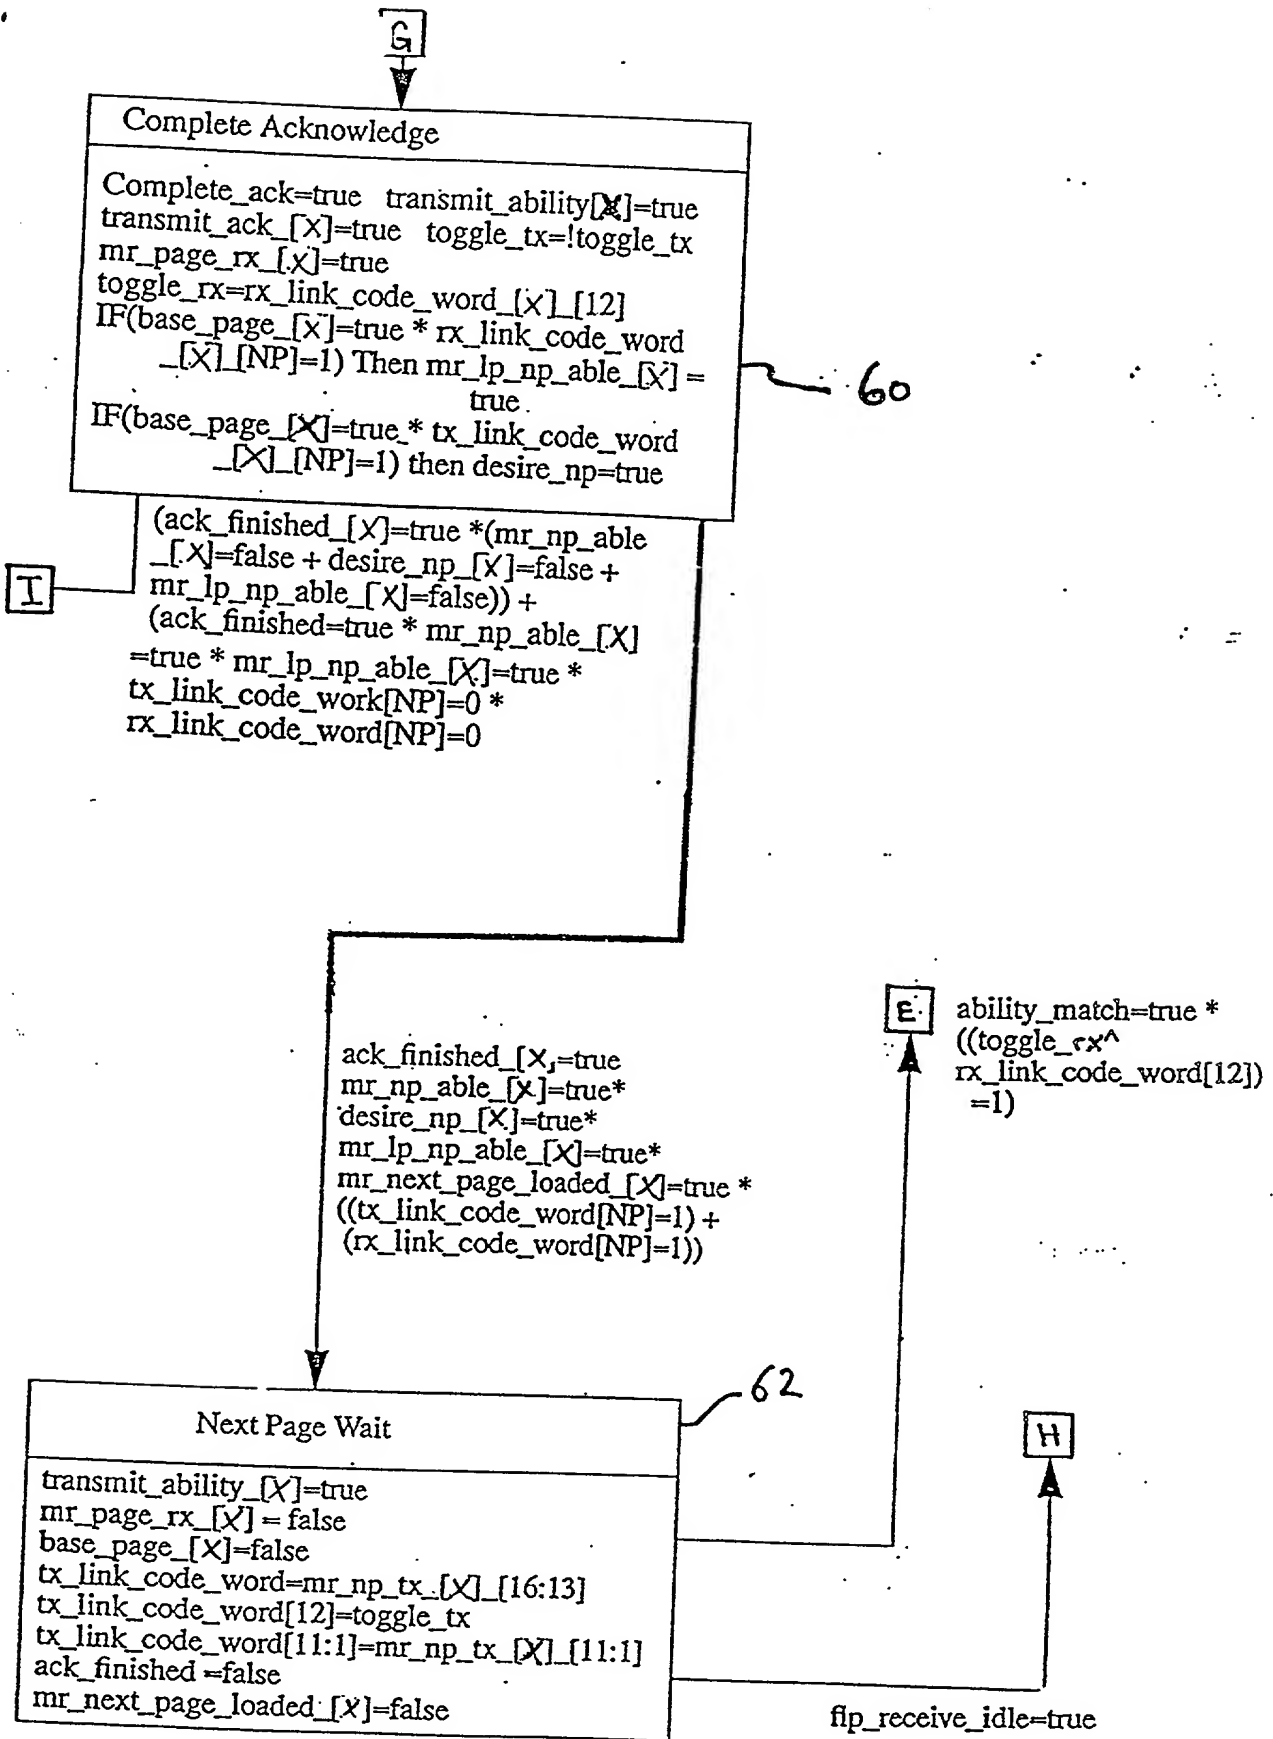 G
Complete Acknowledge
Complete_ack=true transmit_ability[X]=true
transmit_ack_[X]=true toggle_tx=!toggle_tx
mr_page_rx_[X]=true
toggle_rx=rx_link_code_word_[X]_[12]
IF(base_page_[X]=true * rx_link_code_word
_[X]_[NP]=1) Then mr_lp_np_able_[X] =
true
IF(base_page_[X]=true * tx_link_code_word
_[X]_[NP]=1) then desire_np=true
60
I
(ack_finished_[X]=true *(mr_np_able
_[X]=false + desire_np_[X]=false +
mr_lp_np_able_[X]=false)) +
(ack_finished=true * mr_np_able_[X]
=true * mr_lp_np_able_[X]=true *
tx_link_code_work[NP]=0 *
rx_link_code_word[NP]=0
E
ability_match=true *
((toggle_rx^
rx_link_code_word[12])
=1)
ack_finished_[X]=true
mr_np_able_[X]=true*
desire_np_[X]=true*
mr_lp_np_able_[X]=true*
mr_next_page_loaded_[X]=true *
((tx_link_code_word[NP]=1) +
(rx_link_code_word[NP]=1))
62
Next Page Wait
H
transmit_ability_[X]=true
mr_page_rx_[X] = false
base_page_[X]=false
tx_link_code_word=mr_np_tx_[X]_[16:13]
tx_link_code_word[12]=toggle_tx
tx_link_code_word[11:1]=mr_np_tx_[X]_[11:1]
ack_finished =false
mr_next_page_loaded_[X]=false
flp_receive_idle=true